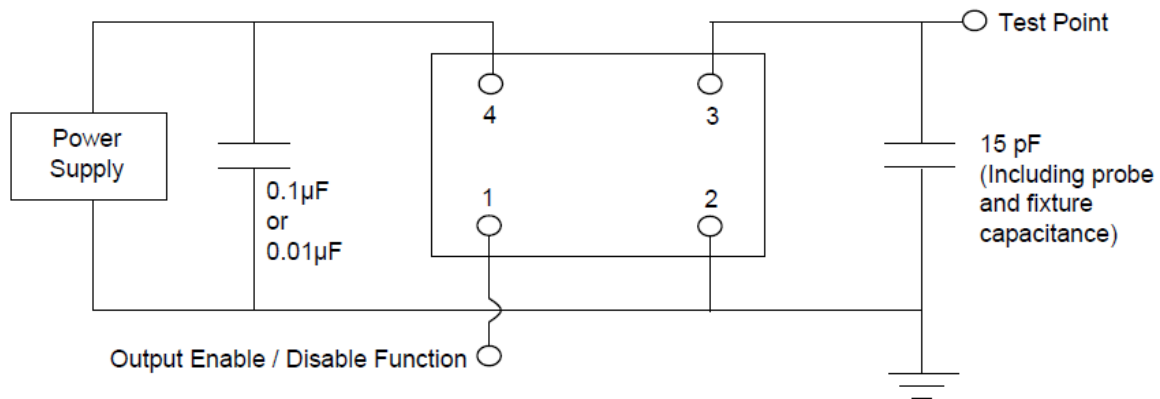 Test Point
4
3
Power
Supply
15 pF
(Including probe
and fixture
capacitance)
0.1µF
or
0.01µF
1
2
Output Enable / Disable Function